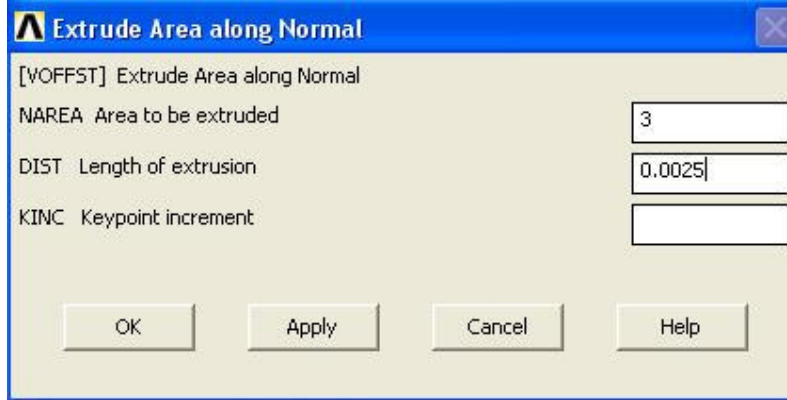 Extrude Area along Normal
[VOFFST] Extrude Area along Normal
NAREA Area to be extruded 3
DIST Length of extrusion 0.0025
KINC Keypoint increment
OK Apply Cancel Help